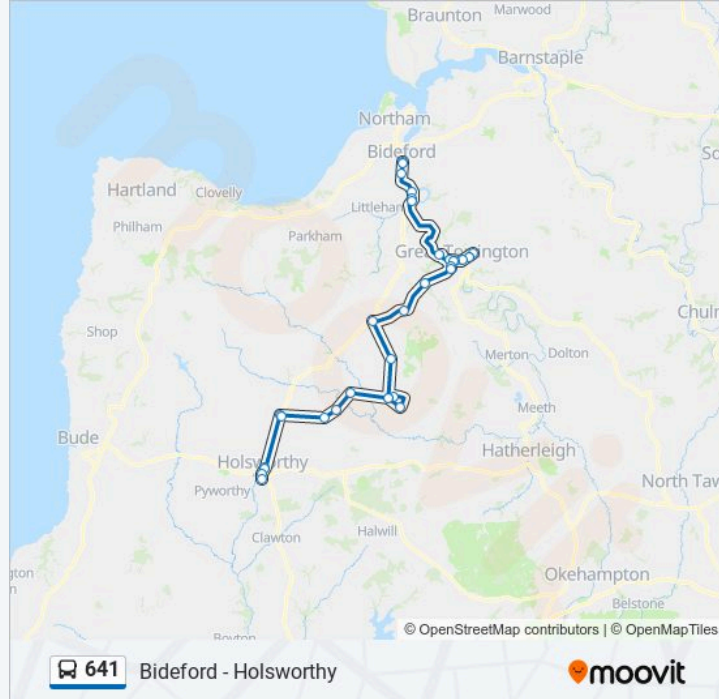 Braunton
Marwood
Barnstaple
Northam
Bideford
Hartland
Clovelly
Littleham
Philham
Parkham
Great Torrington
Shop
Merton
Dolton
Meeth
Bude
Hatherleigh
Holsworthy
Pyworthy
North Taw
Clawton
Halwill
Okehampton
Belstone
© OpenStreetMap contributors | © OpenMapTiles
641 Bideford - Holsworthy
moovit